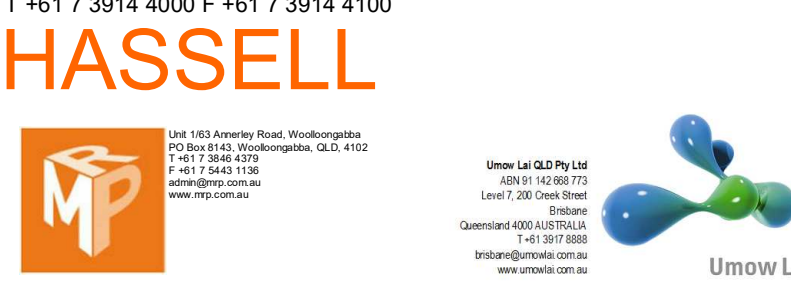 T +61 7 3914 4000 F +61 7 3914 4100
HASSELL
MRP
Unit 1/63 Annerley Road, Woolloongabba
PO Box 8143, Woolloongabba, QLD, 4102
T +61 7 3846 4379
F +61 7 5443 1136
admin@mrp.com.au
www.mrp.com.au
Umow Lai QLD Pty Ltd
ABN 91 142 668 773
Level 7, 200 Creek Street
Brisbane
Queensland 4000 AUSTRALIA
T +61 3917 8888
brisbane@umowlai.com.au
www.umowlai.com.au
Umow L